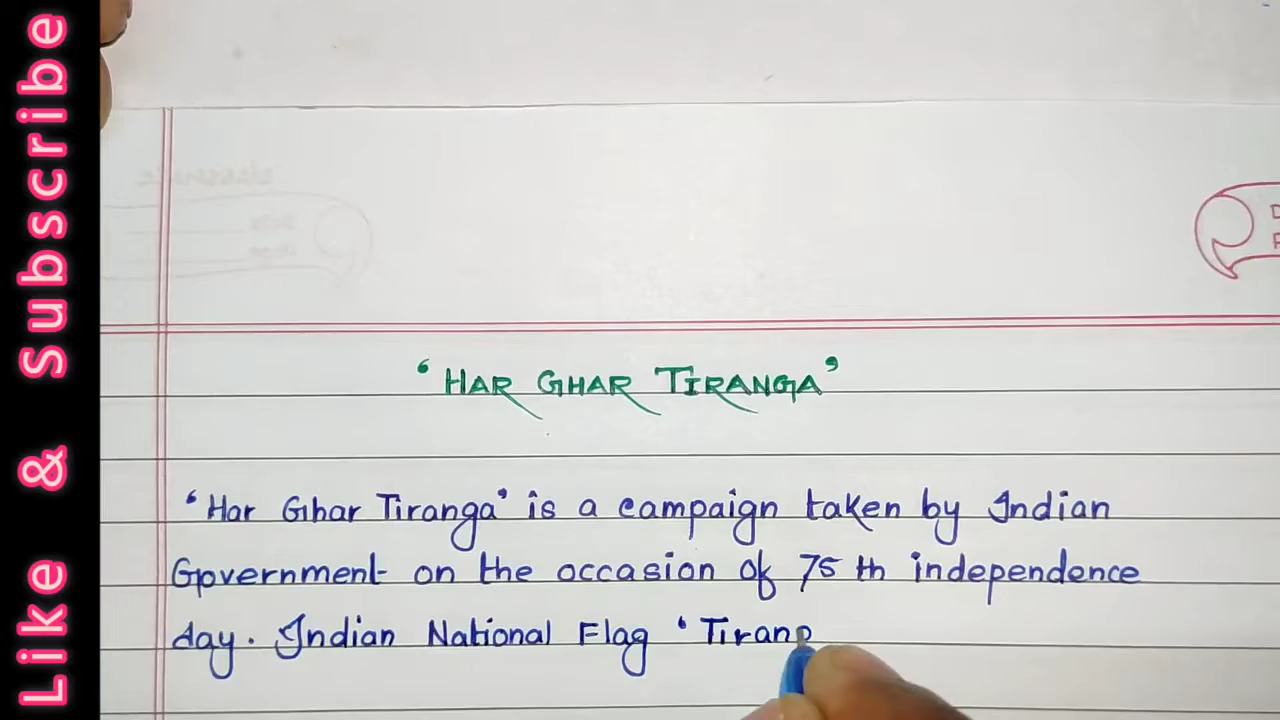 Like & Subscribe
‘HAR GHAR TIRANGA’
‘Har Ghar Tiranga’ is a campaign taken by Indian
Government on the occasion of 75 th independence
day. Indian National Flag ‘Tiran